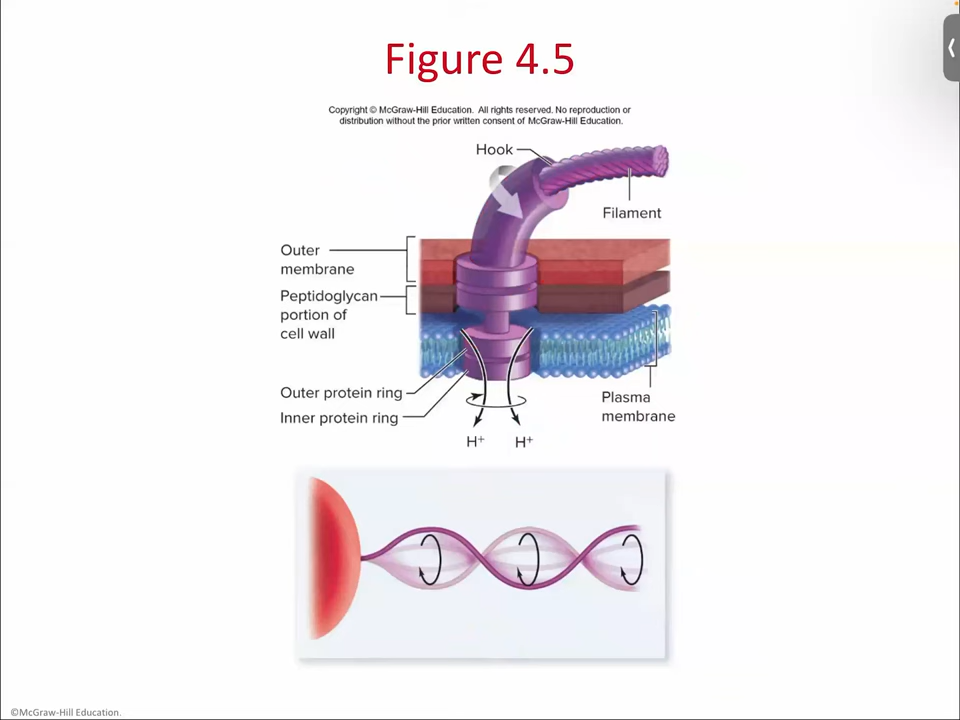 Figure 4.5
Copyright © McGraw-Hill Education. All rights reserved. No reproduction or
distribution without the prior written consent of McGraw-Hill Education.
Hook
Filament
Outer
membrane
Peptidoglycan
portion of
cell wall
Outer protein ring
Inner protein ring
Plasma
membrane
H⁺ H⁺
©McGraw-Hill Education.